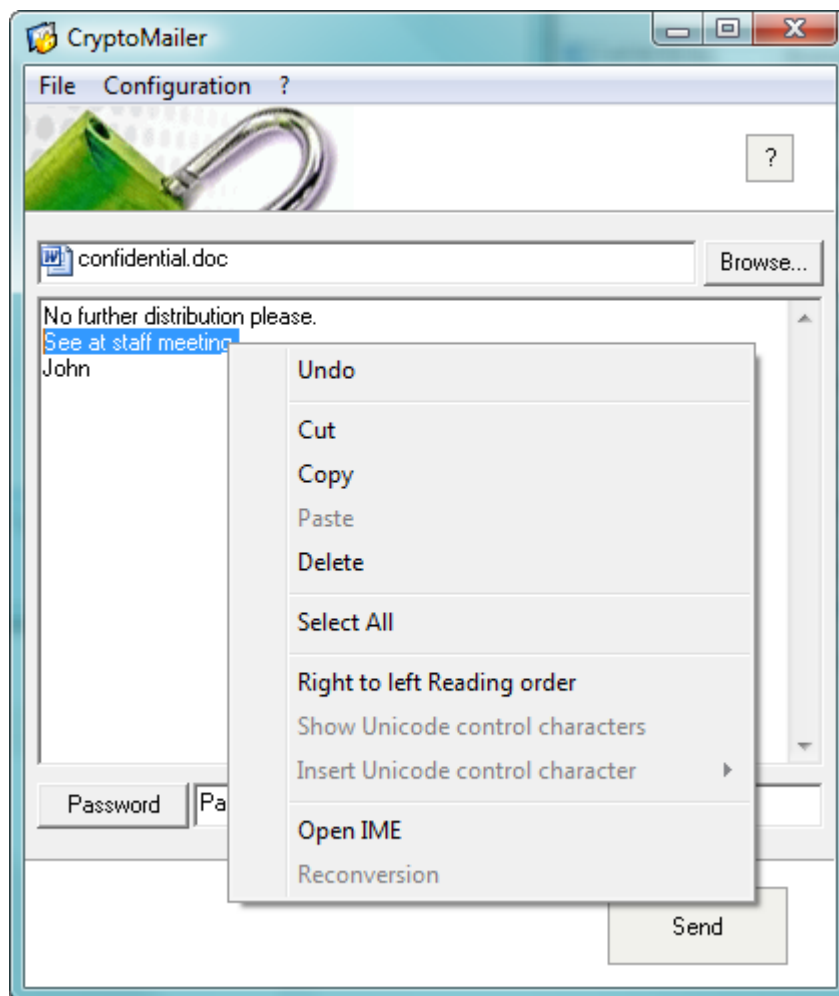 CryptoMailer
File Configuration ?
?
confidential.doc
Browse...
No further distribution please.
See at staff meeting
John
Undo
Cut
Copy
Paste
Delete
Select All
Right to left Reading order
Show Unicode control characters
Insert Unicode control character
Open IME
Reconversion
Password
Pa
Send